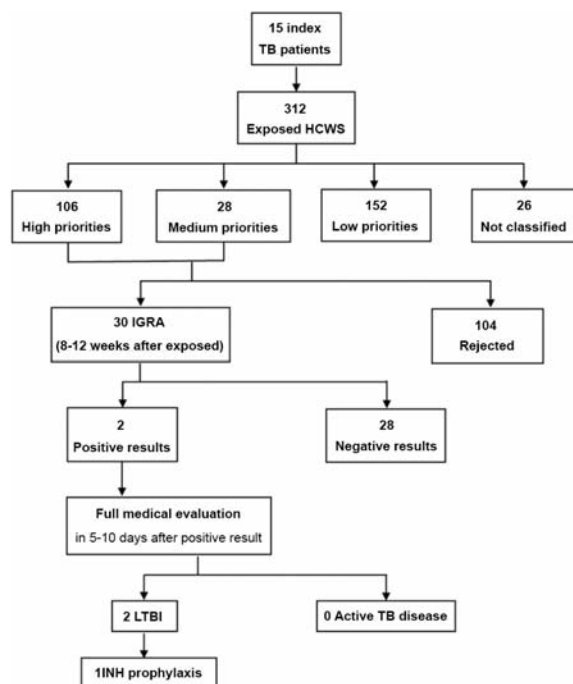 15 index
TB patients
312
Exposed HCWS
106
High priorities
28
Medium priorities
152
Low priorities
26
Not classified
30 IGRA
(8-12 weeks after exposed)
104
Rejected
2
Positive results
28
Negative results
Full medical evaluation
in 5-10 days after positive result
2 LTBI
0 Active TB disease
1INH prophylaxis